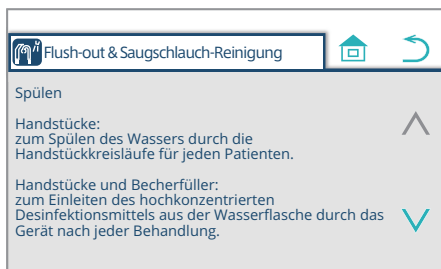 Flush-out & Saugschlauch-Reinigung
Spülen
Handstücke:
zum Spülen des Wassers durch die
Handstückkreisläufe für jeden Patienten.
Handstücke und Becherfüller:
zum Einleiten des hochkonzentrierten
Desinfektionsmittels aus der Wasserflasche durch das
Gerät nach jeder Behandlung.